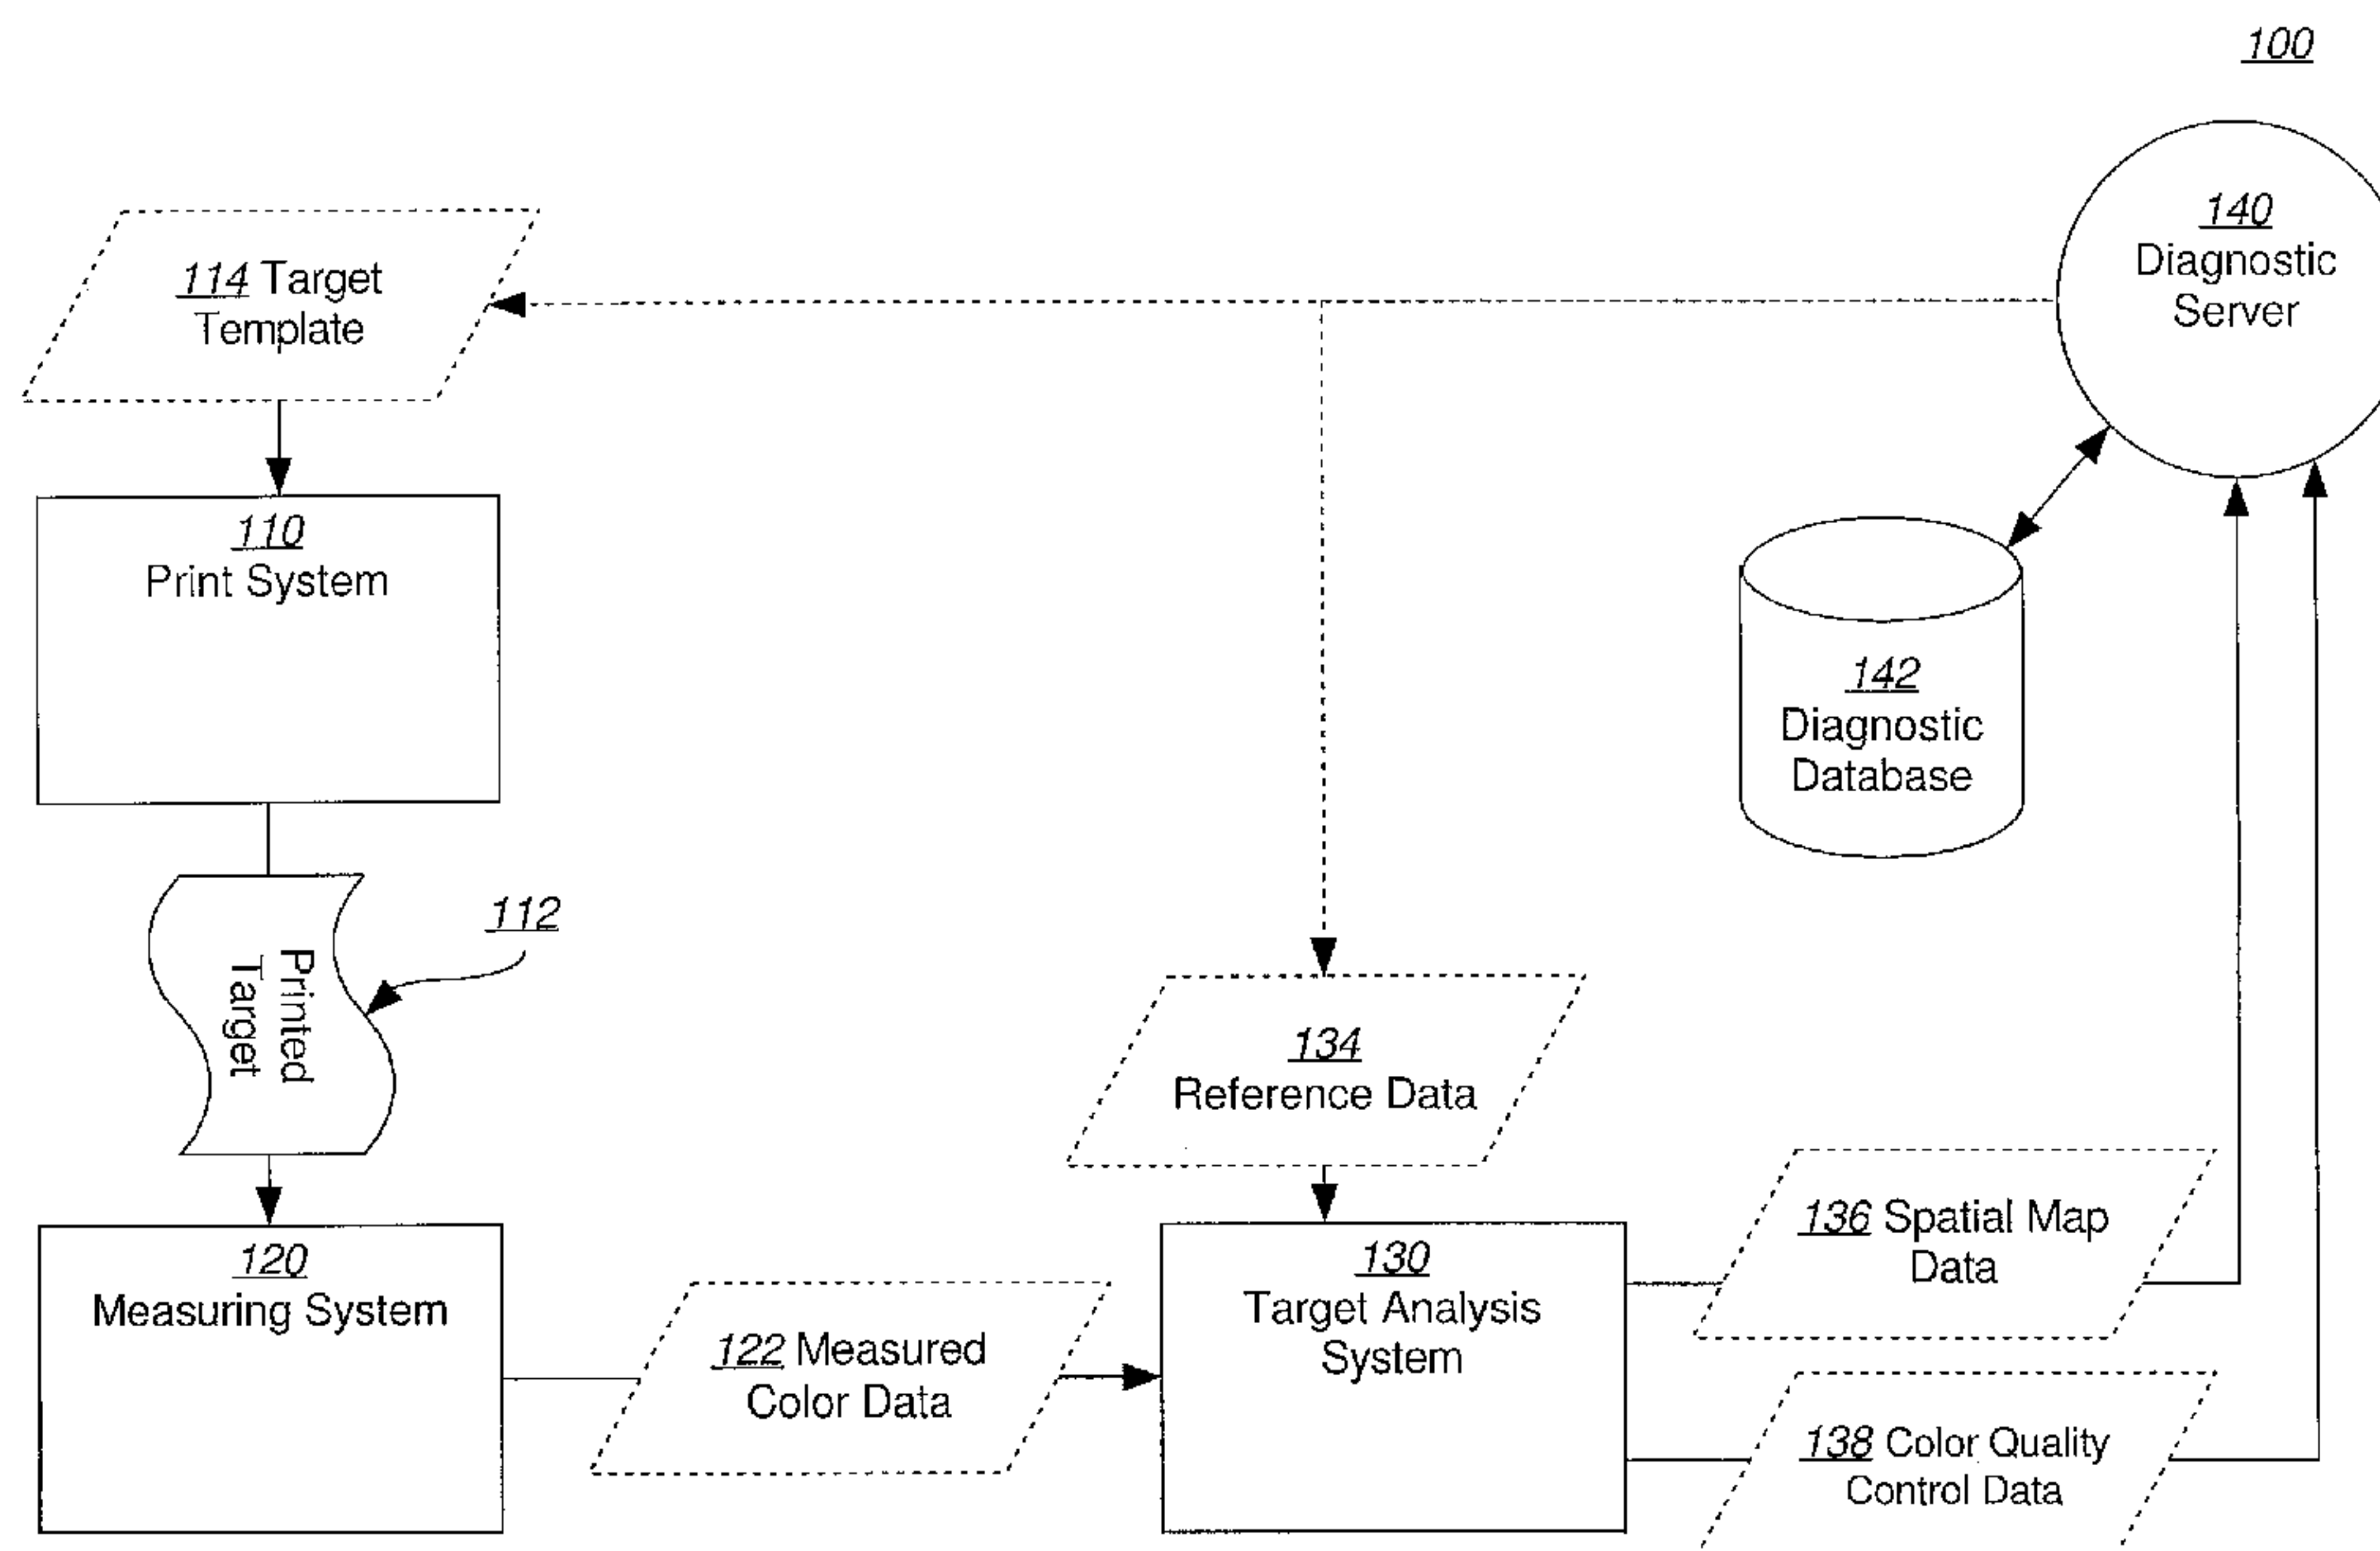 100
140
Diagnostic
Server
114 Target
Template
110
Print System
142
Diagnostic
Database
112
Printed
Target
134
Reference Data
136 Spatial Map
Data
120
Measuring System
130
Target Analysis
System
122 Measured
Color Data
138 Color Quality
Control Data